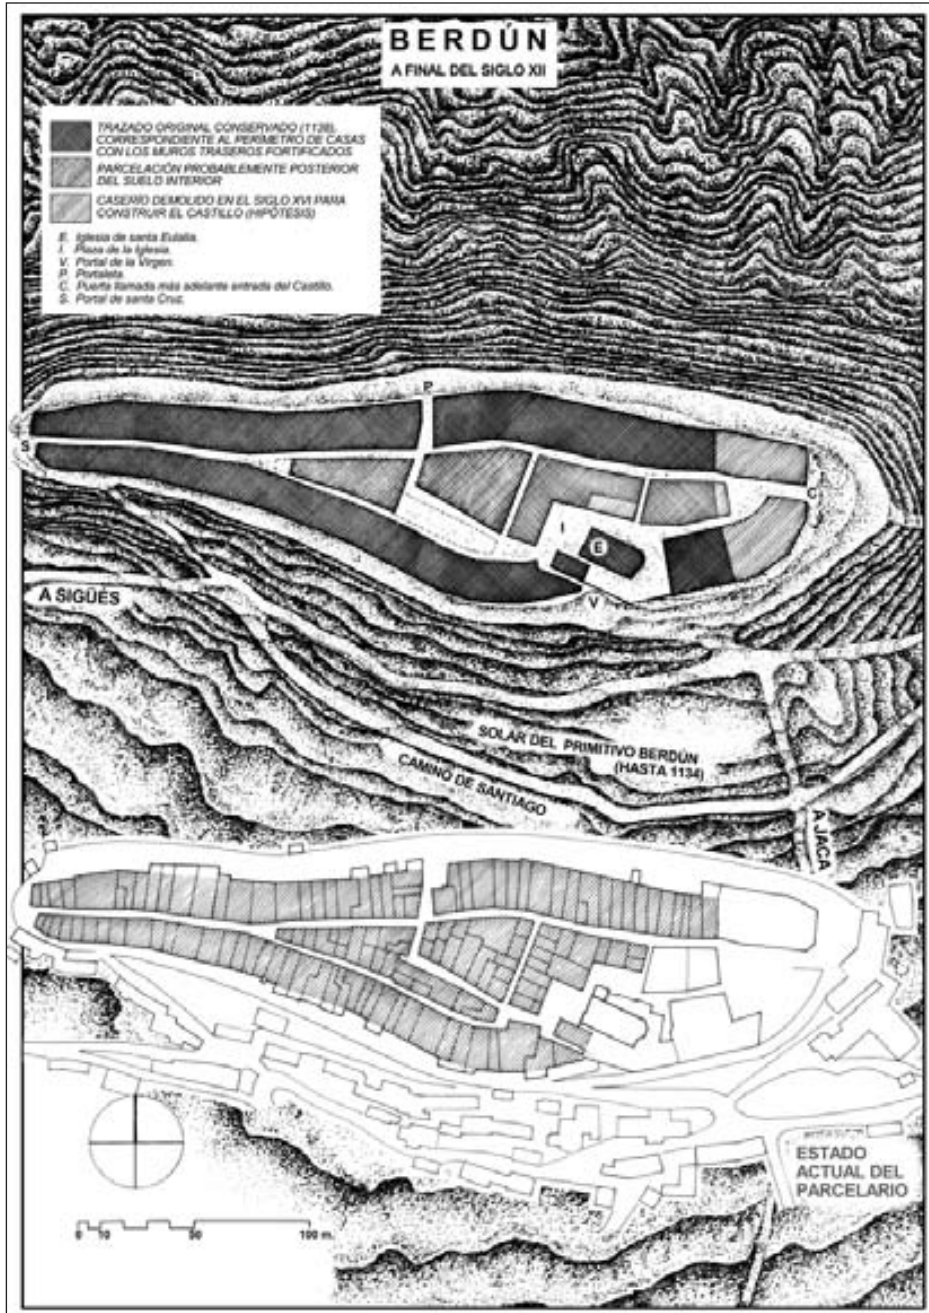 BERDÚN
A FINAL DEL SIGLO XII
TRAZADO ORIGINAL CONSERVADO (1128),
CORRESPONDIENTE AL PERÍMETRO DE CASAS
CON LOS MUROS TRASEROS FORTIFICADOS
PARCELACIÓN PROBABLEMENTE POSTERIOR
DEL SUELO INTERIOR
CASERÍO DEMOLIDO EN EL SIGLO XVI PARA
CONSTRUIR EL CASTILLO (HIPÓTESIS)
E. Iglesia de santa Eulalia.
I. Plaza de la Iglesia.
V. Portal de la Virgen.
P. Portaleta.
C. Puerta llamada más adelante entrada del Castillo.
S. Portal de santa Cruz.
P
S
C
I
E
V
A SIGÜÉS
SOLAR DEL PRIMITIVO BERDÚN
(HASTA 1134)
CAMINO DE SANTIAGO
A JACA
ESTADO
ACTUAL DEL
PARCELARIO
0 10 50 100 m.